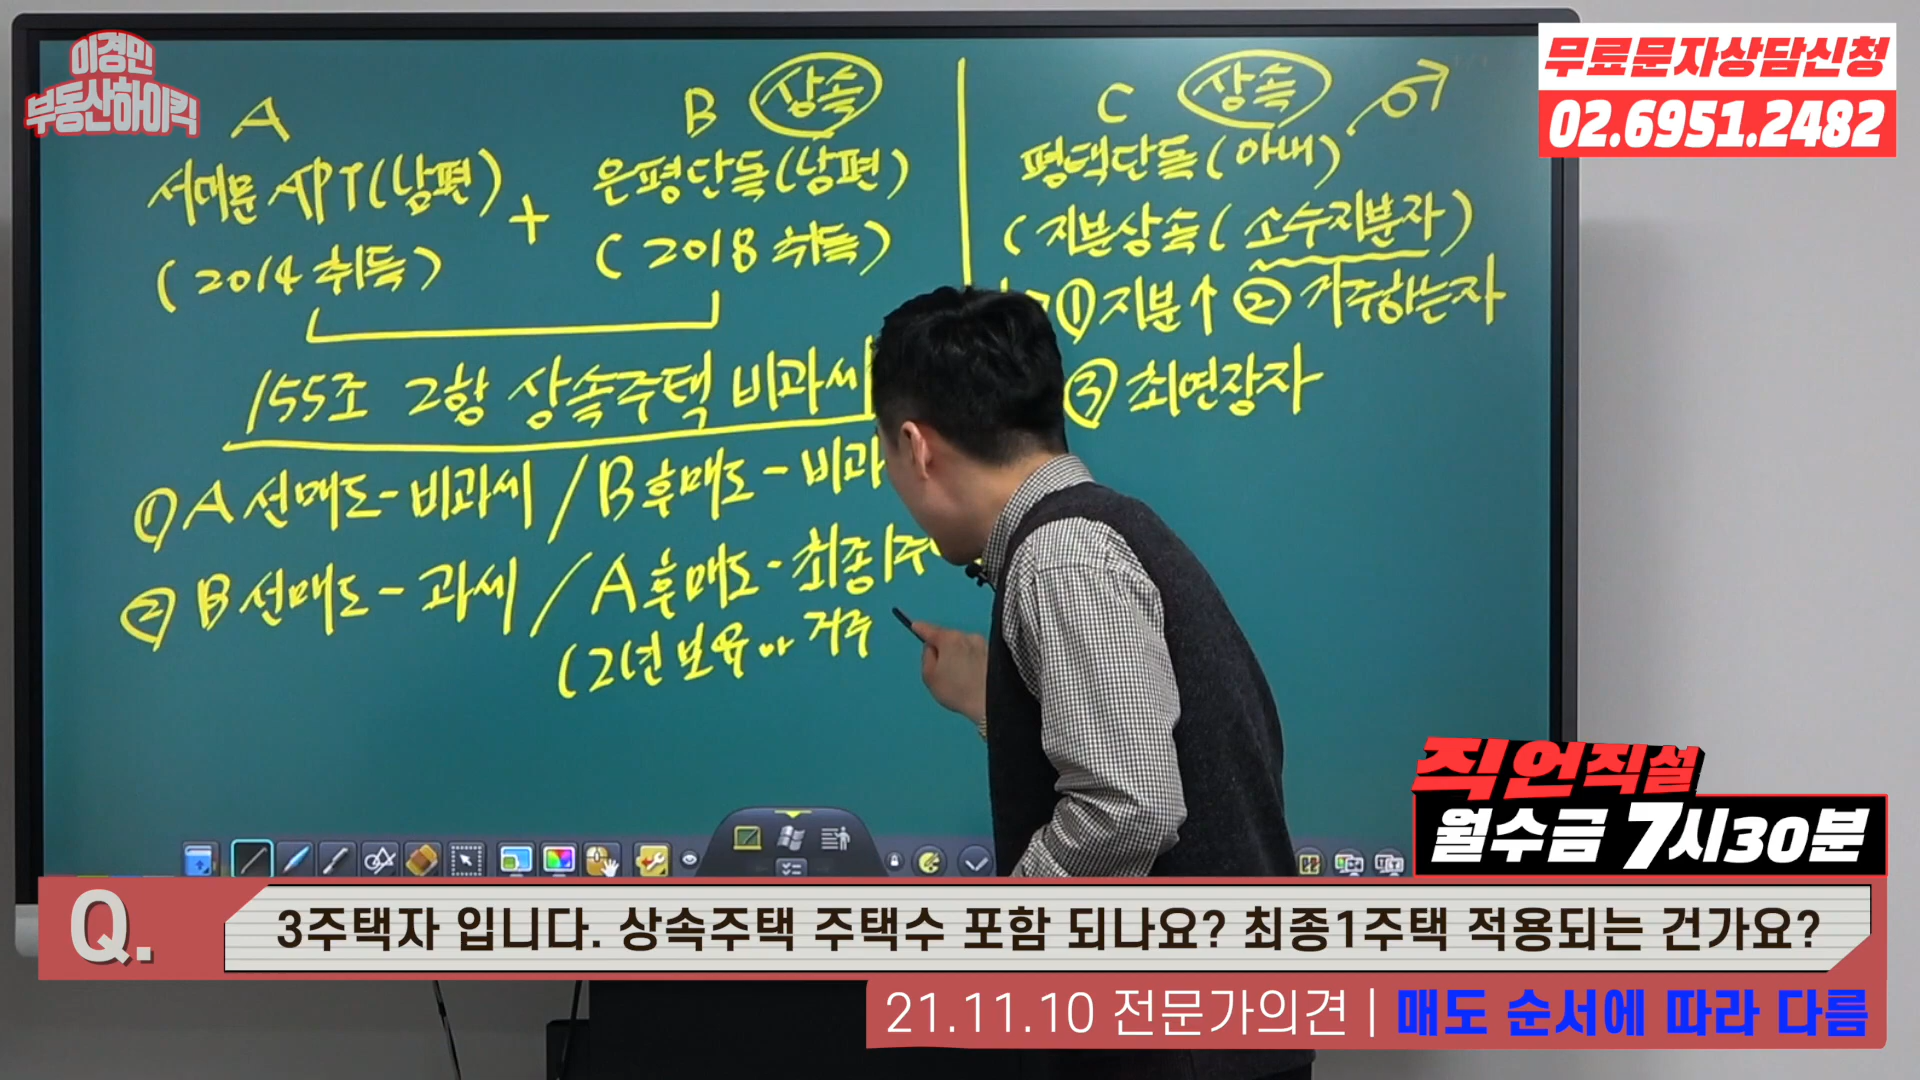 이경민
부동산하이킥
무료문자상담신청
02.6951.2482
A
서대문 APT(남편)
(2014 취득)
+
B 상속
은평단독(남편)
(2018 취득)
155조 2항 상속주택 비과세
① A 선매도-비과세 / B 후매도-비과
② B 선매도-과세 / A 후매도-최종1주
(2년 보유 .. 거주
C 상속
평택단독(아내)
(지분상속(소수지분자)
① 지분↑ ② 거주하는자
③ 최연장자
직언직설
월수금 7시30분
Q.
3주택자 입니다. 상속주택 주택수 포함 되나요? 최종1주택 적용되는 건가요?
21.11.10 전문가의견 | 매도 순서에 따라 다름